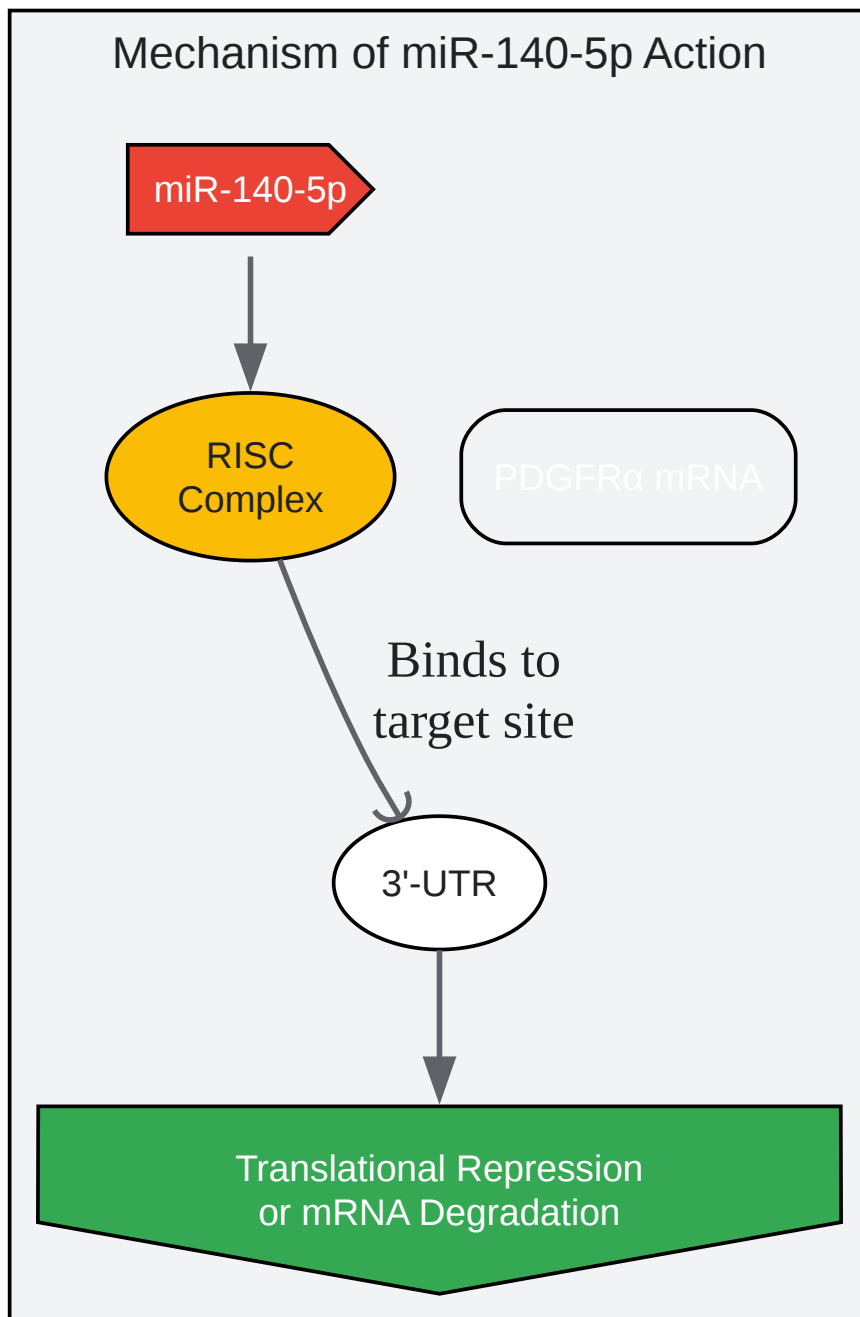 Mechanism of miR-140-5p Action
miR-140-5p
RISC
Complex
PDGFRα mRNA
Binds to
target site
3'-UTR
Translational Repression
or mRNA Degradation